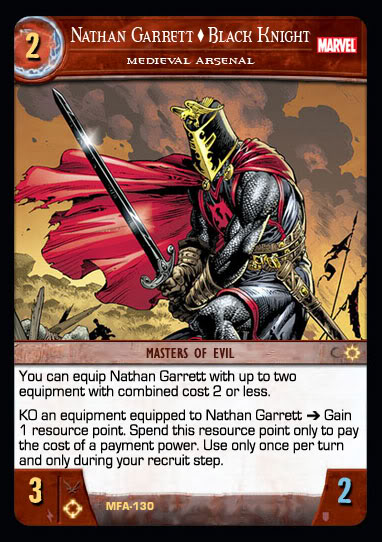 2
Nathan Garrett ♦ Black Knight
MARVEL
MEDIEVAL ARSENAL
MASTERS OF EVIL
C
You can equip Nathan Garrett with up to two
equipment with combined cost 2 or less.
KO an equipment equipped to Nathan Garrett ➔ Gain
1 resource point. Spend this resource point only to pay
the cost of a payment power. Use only once per turn
and only during your recruit step.
3
MFA-130
2